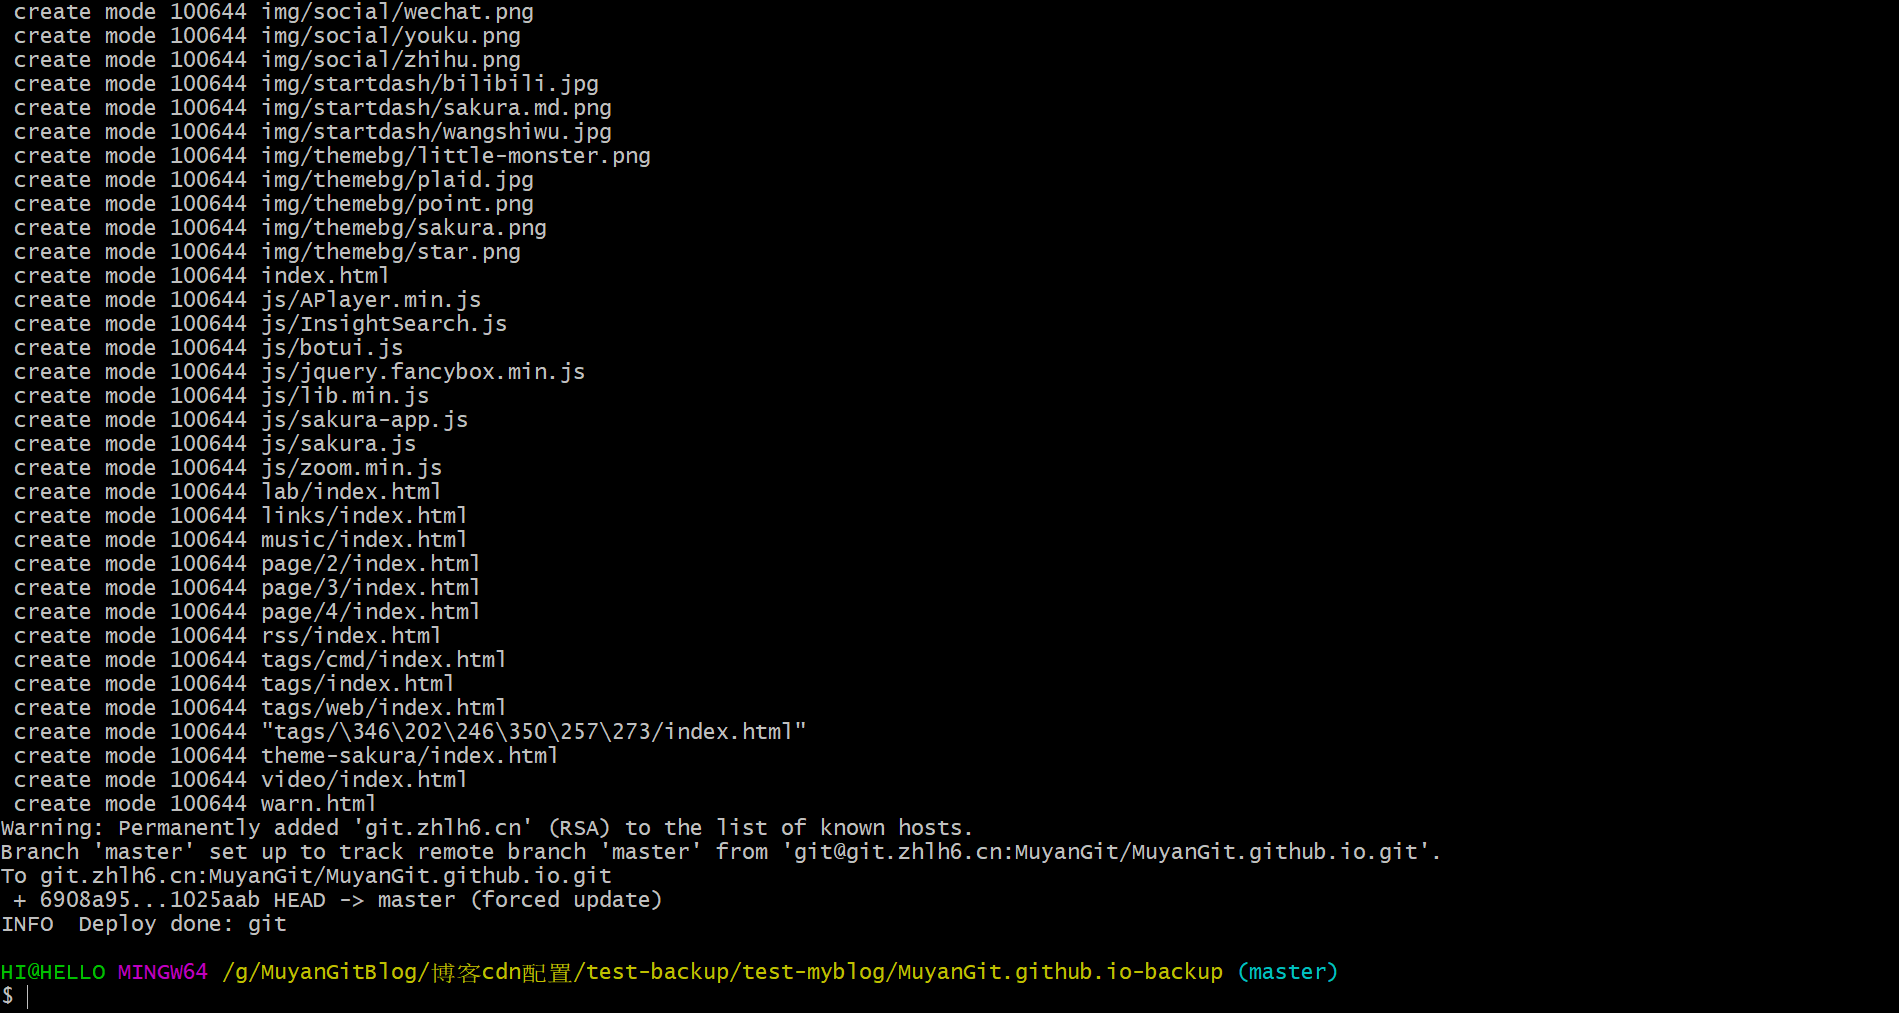 create mode 100644 img/social/wechat.png
create mode 100644 img/social/youku.png
create mode 100644 img/social/zhihu.png
create mode 100644 img/startdash/bilibili.jpg
create mode 100644 img/startdash/sakura.md.png
create mode 100644 img/startdash/wangshiwu.jpg
create mode 100644 img/themebg/little-monster.png
create mode 100644 img/themebg/plaid.jpg
create mode 100644 img/themebg/point.png
create mode 100644 img/themebg/sakura.png
create mode 100644 img/themebg/star.png
create mode 100644 index.html
create mode 100644 js/APlayer.min.js
create mode 100644 js/InsightSearch.js
create mode 100644 js/botui.js
create mode 100644 js/jquery.fancybox.min.js
create mode 100644 js/lib.min.js
create mode 100644 js/sakura-app.js
create mode 100644 js/sakura.js
create mode 100644 js/zoom.min.js
create mode 100644 lab/index.html
create mode 100644 links/index.html
create mode 100644 music/index.html
create mode 100644 page/2/index.html
create mode 100644 page/3/index.html
create mode 100644 page/4/index.html
create mode 100644 rss/index.html
create mode 100644 tags/cmd/index.html
create mode 100644 tags/index.html
create mode 100644 tags/web/index.html
create mode 100644 "tags/\346\202\246\350\257\273/index.html"
create mode 100644 theme-sakura/index.html
create mode 100644 video/index.html
create mode 100644 warn.html
Warning: Permanently added 'git.zhlh6.cn' (RSA) to the list of known hosts.
Branch 'master' set up to track remote branch 'master' from 'git@git.zhlh6.cn:MuyanGit/MuyanGit.github.io.git'.
To git.zhlh6.cn:MuyanGit/MuyanGit.github.io.git
 + 6908a95...1025aab HEAD -> master (forced update)
INFO  Deploy done: git
HI@HELLO MINGW64 /g/MuyanGitBlog/博客cdn配置/test-backup/test-myblog/MuyanGit.github.io-backup (master)
$